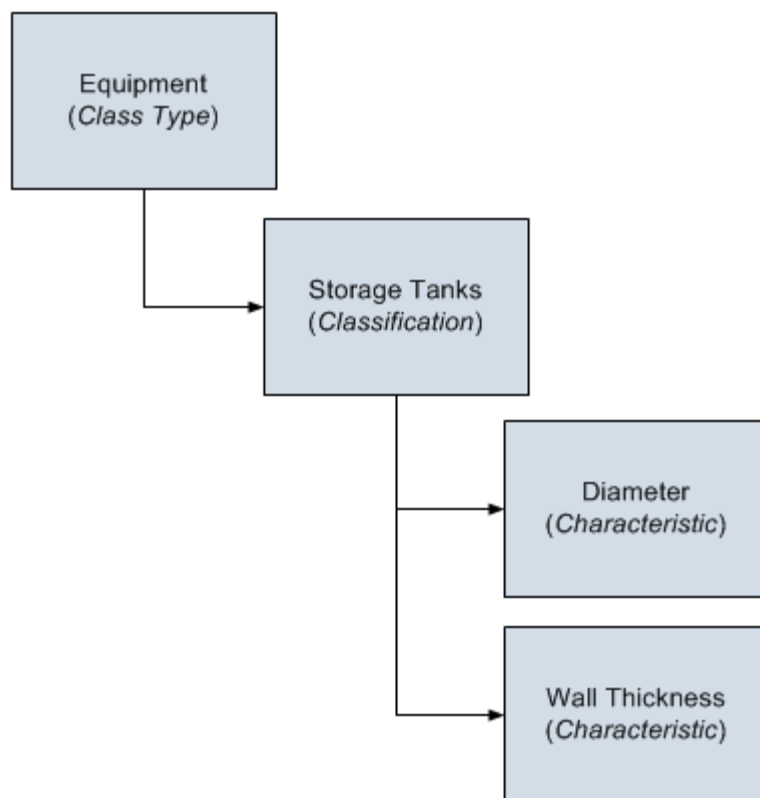 Equipment
(Class Type)
Storage Tanks
(Classification)
Diameter
(Characteristic)
Wall Thickness
(Characteristic)